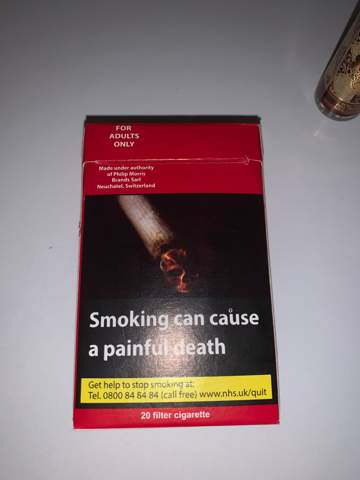 FOR
ADULTS
ONLY
Made under authority
of Philip Morris
Brands Sarl
Neuchatel, Switzerland
Smoking can cause
a painful death
Get help to stop smoking at:
Tel. 0800 84 84 84 (call free) www.nhs.uk/quit
20 filter cigarette